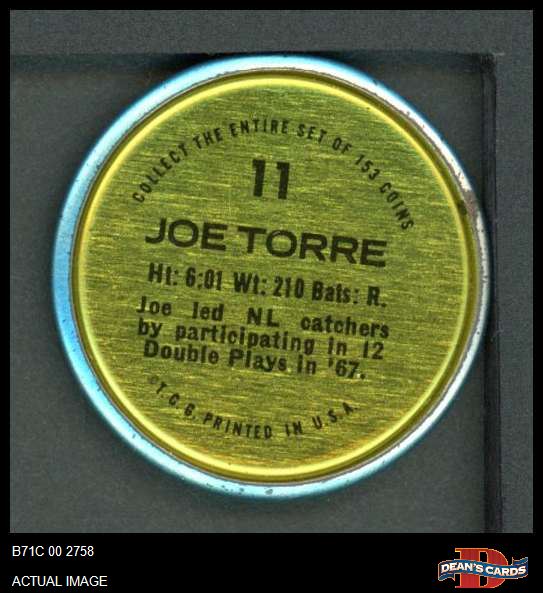 COLLECT THE ENTIRE SET OF 153 COINS
11
JOE TORRE
Ht: 6:01 Wt: 210 Bats: R.
Joe led NL catchers
by participating in 12
Double Plays in '67.
©T.C.G. PRINTED IN U.S.A.
B71C 00 2758
ACTUAL IMAGE
D
DEAN'S CARDS